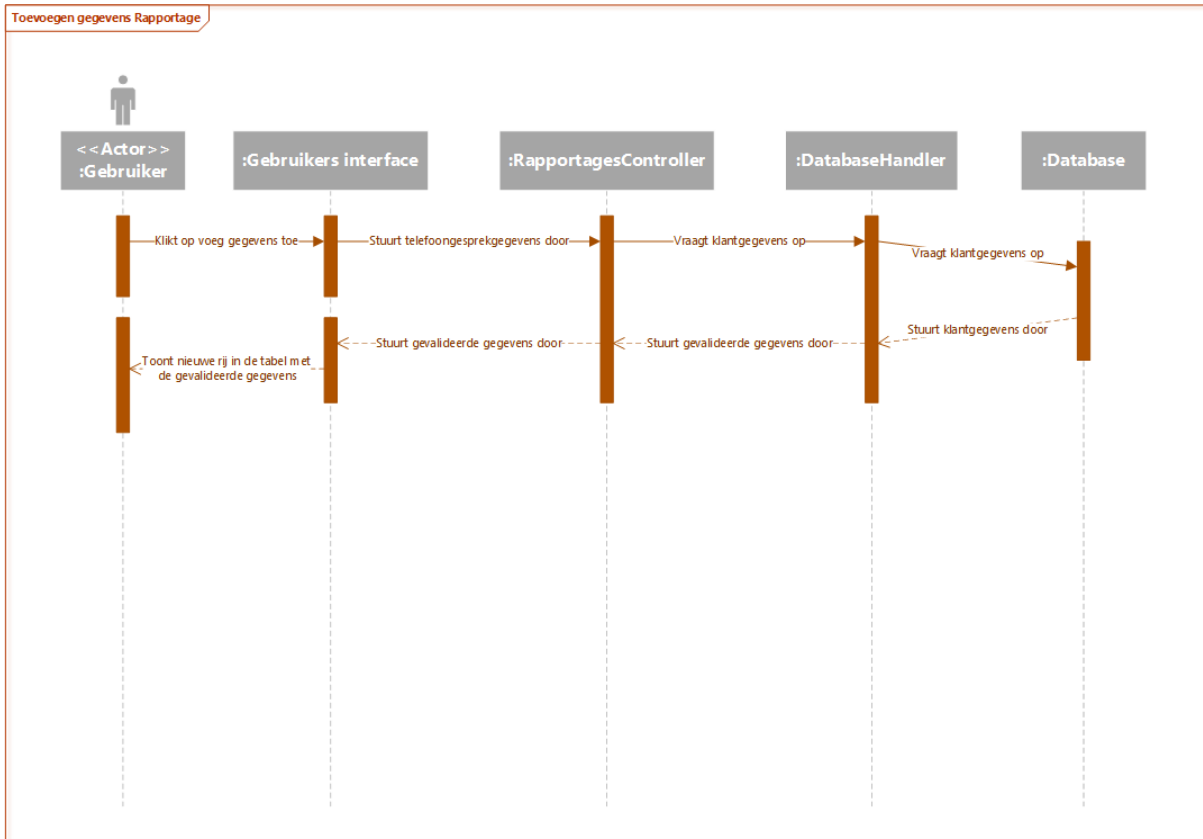 Toevoegen gegevens Rapportage
<<Actor>>
:Gebruiker
:Gebruikers interface
:RapportagesController
:DatabaseHandler
:Database
Klikt op voeg gegevens toe
Stuurt telefoongesprekgegevens door
Vraagt klantgegevens op
Vraagt klantgegevens op
Stuurt klantgegevens door
Stuurt gevalideerde gegevens door
Stuurt gevalideerde gegevens door
Toont nieuwe rij in de tabel met
de gevalideerde gegevens